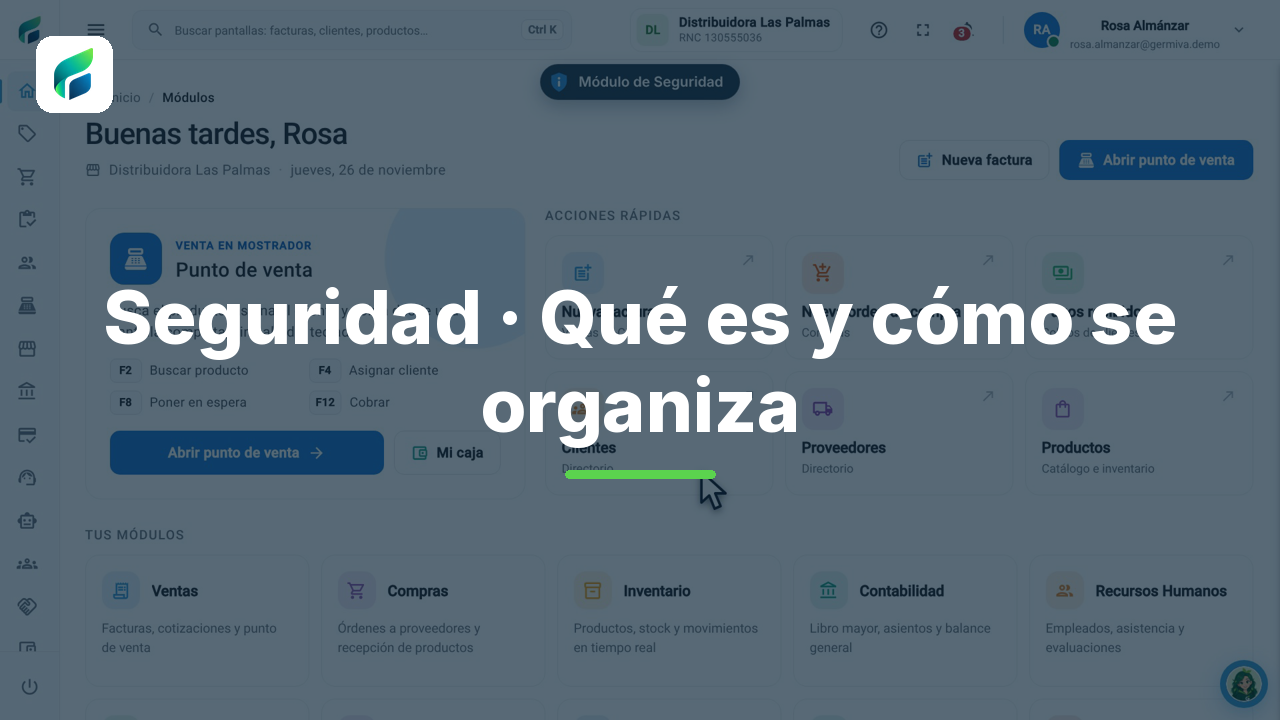 Buscar pantallas: facturas, clientes, productos...
Ctrl K
DL
Distribuidora Las Palmas
RNC 130555036
3
RA
Rosa Almánzar
rosa.almanzar@germiva.demo
Módulo de Seguridad
Inicio / Módulos
Buenas tardes, Rosa
Distribuidora Las Palmas · jueves, 26 de noviembre
Nueva factura
Abrir punto de venta
VENTA EN MOSTRADOR
Punto de venta
ACCIONES RÁPIDAS
Seguridad · Qué es y cómo se
organiza
F2 Buscar producto
F4 Asignar cliente
F8 Poner en espera
F12 Cobrar
Abrir punto de venta
Mi caja
Clientes
Directorio
Proveedores
Directorio
Productos
Catálogo e inventario
TUS MÓDULOS
Ventas
Facturas, cotizaciones y punto
de venta
Compras
Órdenes a proveedores y
recepción de productos
Inventario
Productos, stock y movimientos
en tiempo real
Contabilidad
Libro mayor, asientos y balance
general
Recursos Humanos
Empleados, asistencia y
evaluaciones